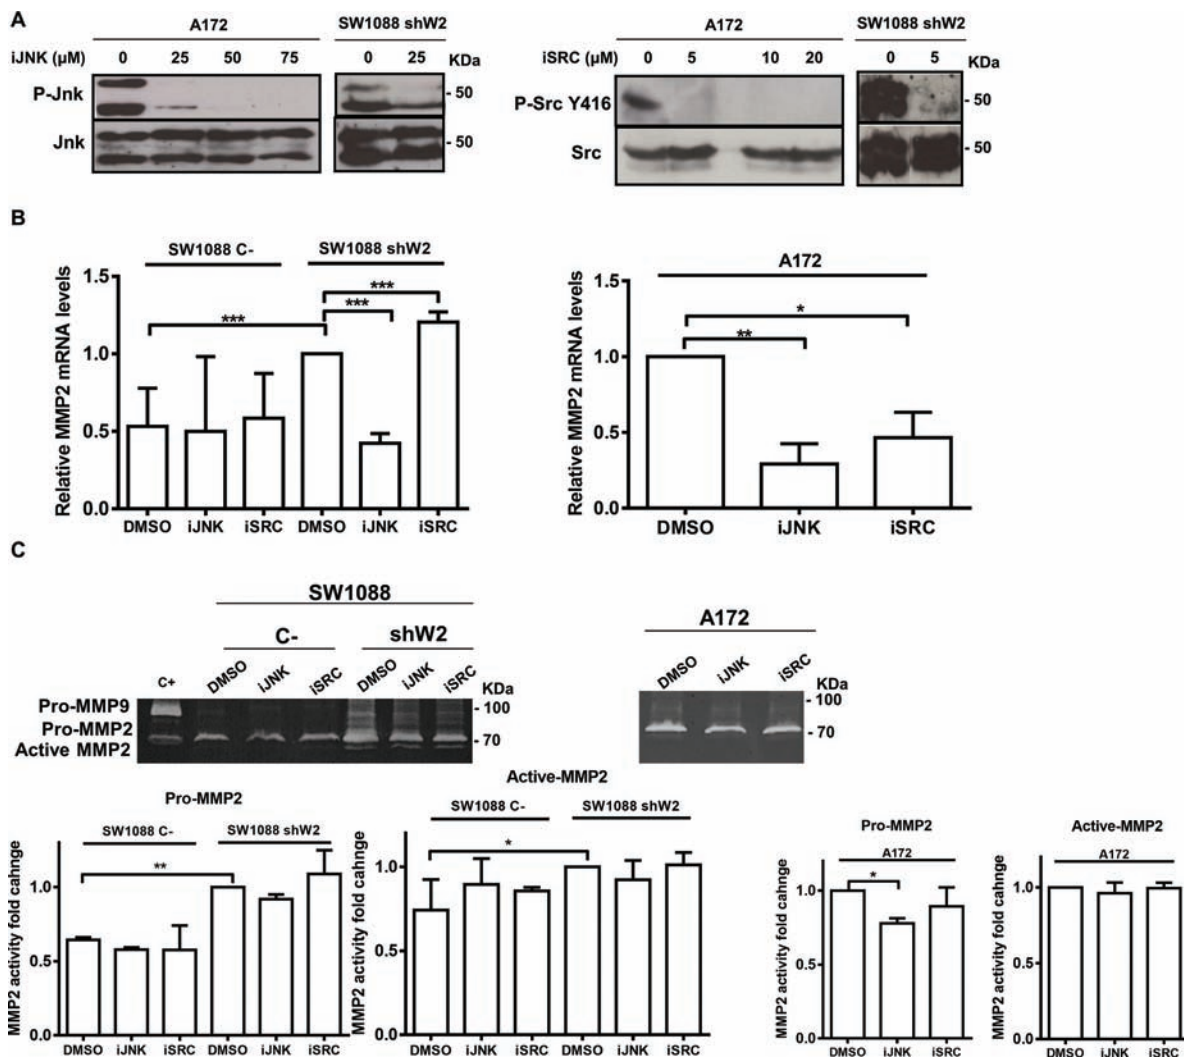 A
A172
SW1088 shW2
iJNK (µM) 0 25 50 75 0 25 KDa
P-Jnk
- 50
Jnk
- 50
A172
SW1088 shW2
iSRC (µM) 0 5 10 20 0 5 KDa
P-Src Y416
- 50
Src
- 50
B
SW1088 C-
SW1088 shW2
Relative MMP2 mRNA levels
1.5
1.0
0.5
0.0
***
***
***
DMSO iJNK iSRC DMSO iJNK iSRC
A172
Relative MMP2 mRNA levels
1.5
1.0
0.5
0.0
*
**
DMSO iJNK iSRC
C
SW1088
C- shW2
C+ DMSO iJNK iSRC DMSO iJNK iSRC KDa
Pro-MMP9
- 100
Pro-MMP2
- 70
Active MMP2
A172
DMSO iJNK iSRC KDa
- 100
- 70
Pro-MMP2
SW1088 C- SW1088 shW2
MMP2 activity fold cahnge
1.0
0.5
0.0
**
DMSO iJNK iSRC DMSO iJNK iSRC
Active-MMP2
SW1088 C- SW1088 shW2
MMP2 activity fold cahnge
1.0
0.5
0.0
*
DMSO iJNK iSRC DMSO iJNK iSRC
Pro-MMP2
A172
MMP2 activity fold cahnge
1.0
0.5
0.0
*
DMSO iJNK iSRC
Active-MMP2
A172
MMP2 activity fold cahnge
1.0
0.5
0.0
DMSO iJNK iSRC